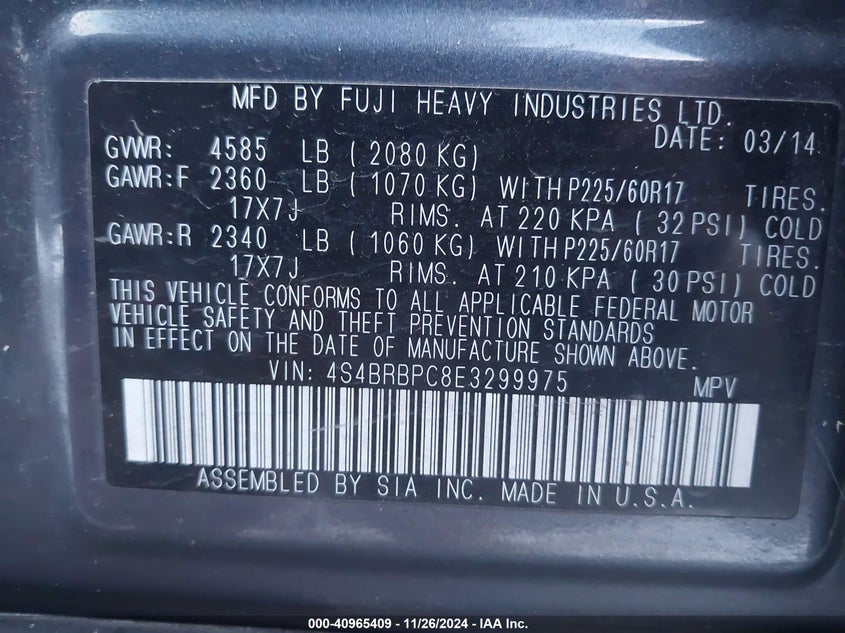 MFD BY FUJI HEAVY INDUSTRIES LTD.
DATE: 03/14
GVWR: 4585 LB ( 2080 KG)
GAWR:F 2360 LB ( 1070 KG) WITH P225/60R17 TIRES.
17X7J RIMS. AT 220 KPA ( 32 PSI) COLD
GAWR:R 2340 LB ( 1060 KG) WITH P225/60R17 TIRES.
17X7J RIMS. AT 210 KPA ( 30 PSI) COLD
THIS VEHICLE CONFORMS TO ALL APPLICABLE FEDERAL MOTOR
VEHICLE SAFETY AND THEFT PREVENTION STANDARDS
IN EFFECT ON THE DATE OF MANUFACTURE SHOWN ABOVE.
VIN: 4S4BRBPC8E3299975 MPV
ASSEMBLED BY SIA INC. MADE IN U.S.A.
000-40965409 - 11/26/2024 - IAA Inc.